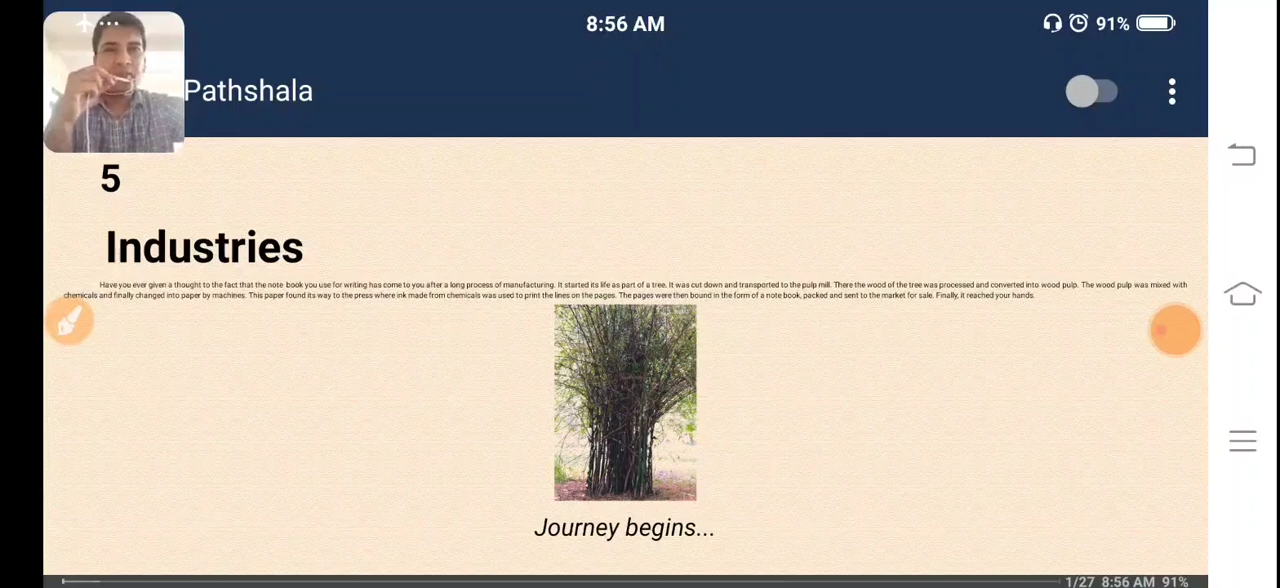 8:56 AM
91%
Pathshala
5
Industries
Have you ever given a thought to the fact that the note book you use for writing has come to you after a long process of manufacturing. It started its life as part of a tree. It was cut down and transported to the pulp mill. There the wood of the tree was processed and converted into wood pulp. The wood pulp was mixed with
chemicals and finally changed into paper by machines. This paper found its way to the press where ink made from chemicals was used to print the lines on the pages. The pages were then bound in the form of a note book, packed and sent to the market for sale. Finally, it reached your hands.
Journey begins...
1/27 8:56 AM 91%